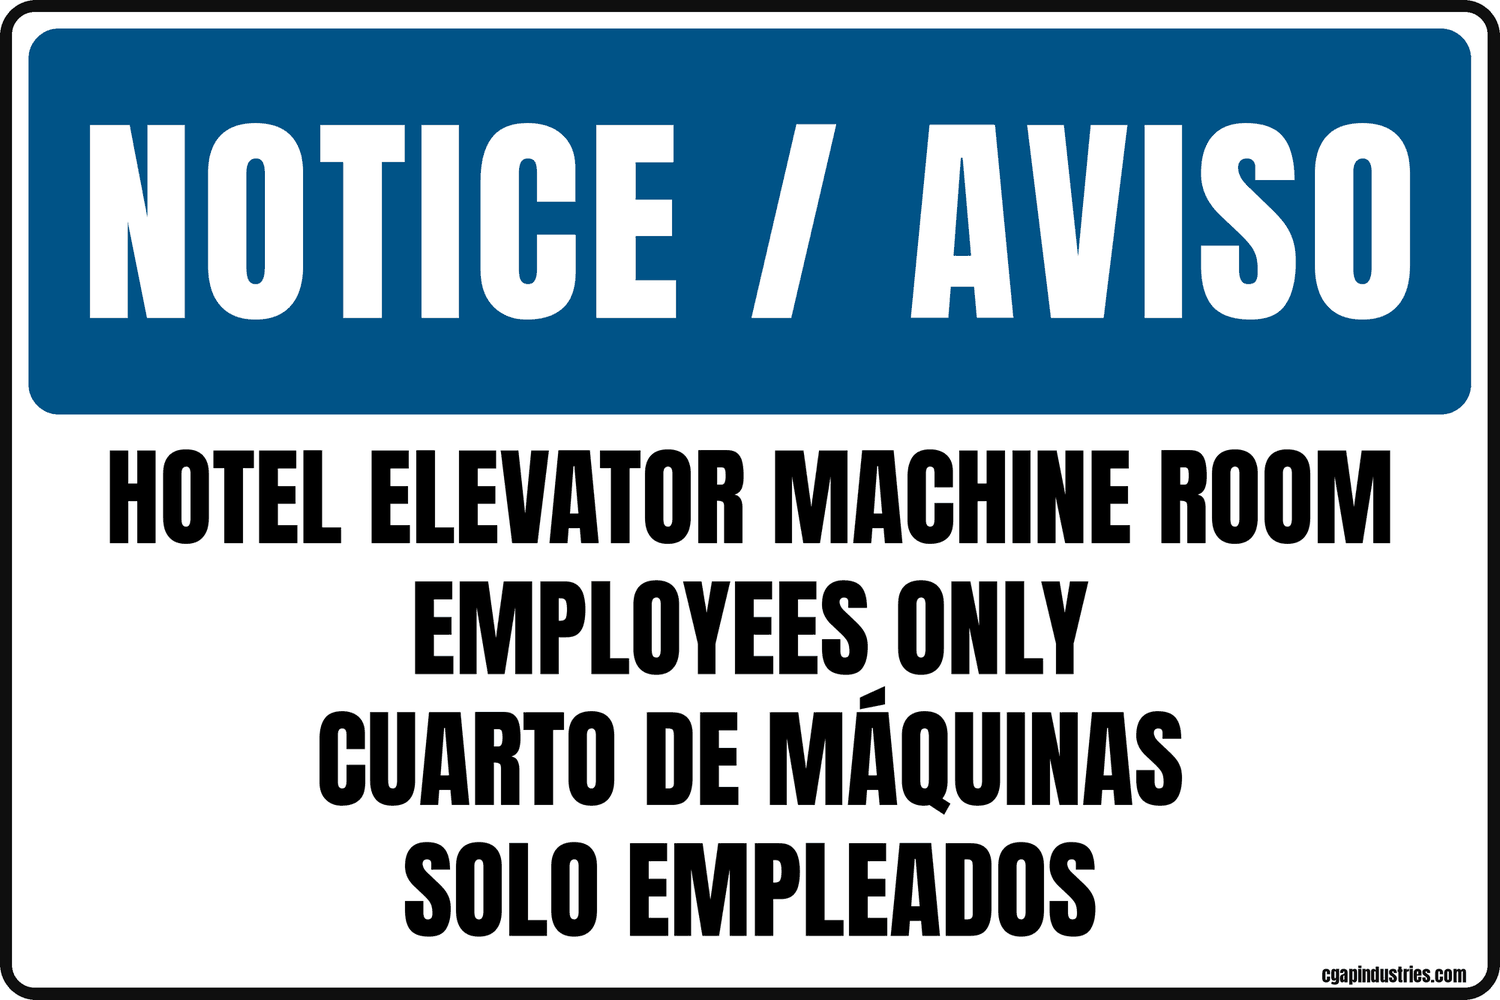 NOTICE / AVISO
HOTEL ELEVATOR MACHINE ROOM
EMPLOYEES ONLY
CUARTO DE MÁQUINAS
SOLO EMPLEADOS
cgapindustries.com